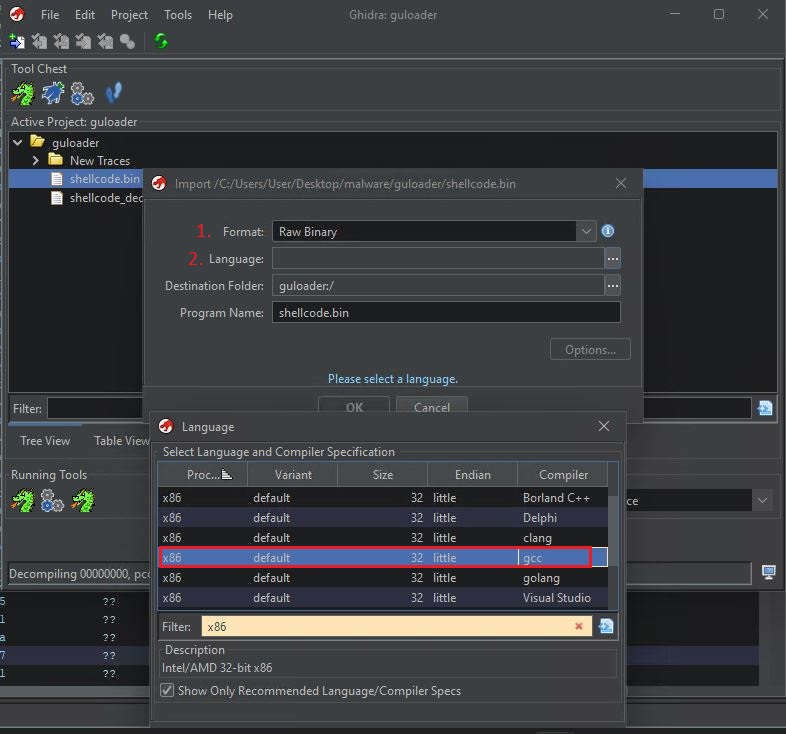 File Edit Project Tools Help Ghidra: guloader
Tool Chest
Active Project: guloader
guloader
New Traces
shellcode.bin
shellcode_dec
Import /C:/Users/User/Desktop/malware/guloader/shellcode.bin
1. Format: Raw Binary
2. Language:
Destination Folder: guloader:/
Program Name: shellcode.bin
Options...
Please select a language.
OK Cancel
Filter:
Tree View Table View
Language
Select Language and Compiler Specification
Running Tools
Proc... Variant Size Endian Compiler
x86 default 32 little Borland C++
x86 default 32 little Delphi
x86 default 32 little clang
x86 default 32 little gcc
x86 default 32 little golang
x86 default 32 little Visual Studio
Decompiling 00000000, pc
Filter: x86
Description
Intel/AMD 32-bit x86
Show Only Recommended Language/Compiler Specs
5 ??
1 ??
a ??
7 ??
1 ??